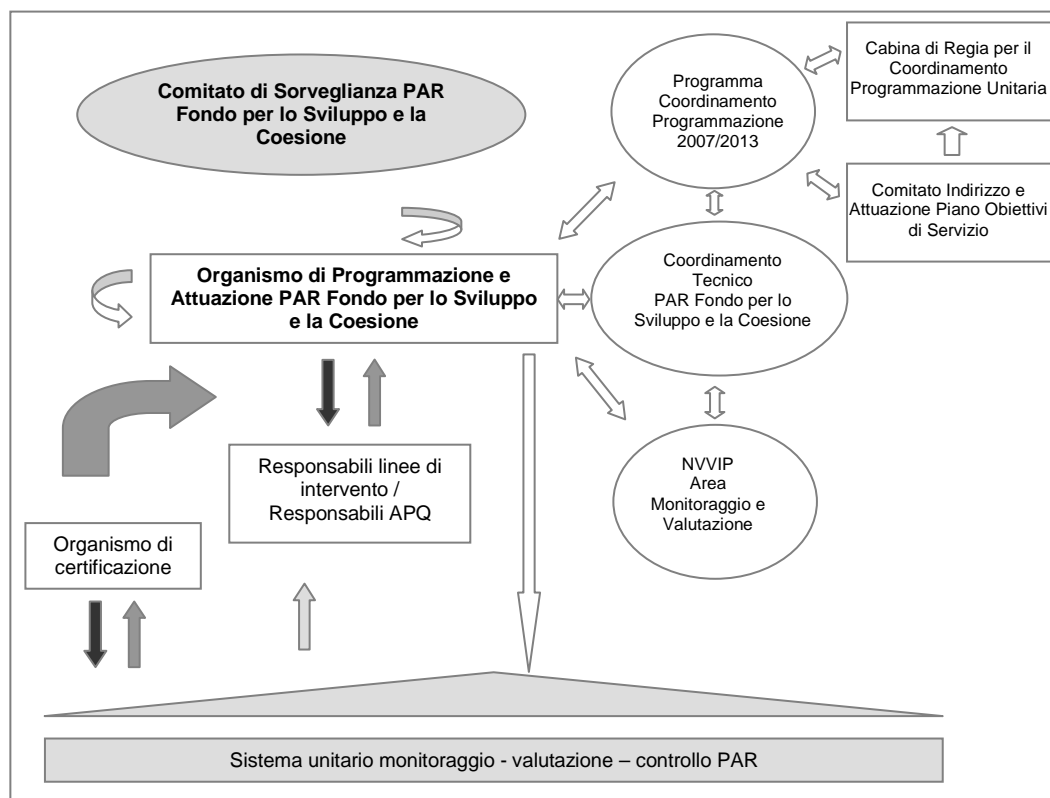 Comitato di Sorveglianza PAR
Fondo per lo Sviluppo e la
Coesione
Programma
Coordinamento
Programmazione
2007/2013
Cabina di Regia per il
Coordinamento
Programmazione Unitaria
Comitato Indirizzo e
Attuazione Piano Obiettivi
di Servizio
Organismo di Programmazione e
Attuazione PAR Fondo per lo Sviluppo
e la Coesione
Coordinamento
Tecnico
PAR Fondo per lo
Sviluppo e la Coesione
Responsabili linee di
intervento /
Responsabili APQ
NVVIP
Area
Monitoraggio e
Valutazione
Organismo di
certificazione
Sistema unitario monitoraggio - valutazione – controllo PAR